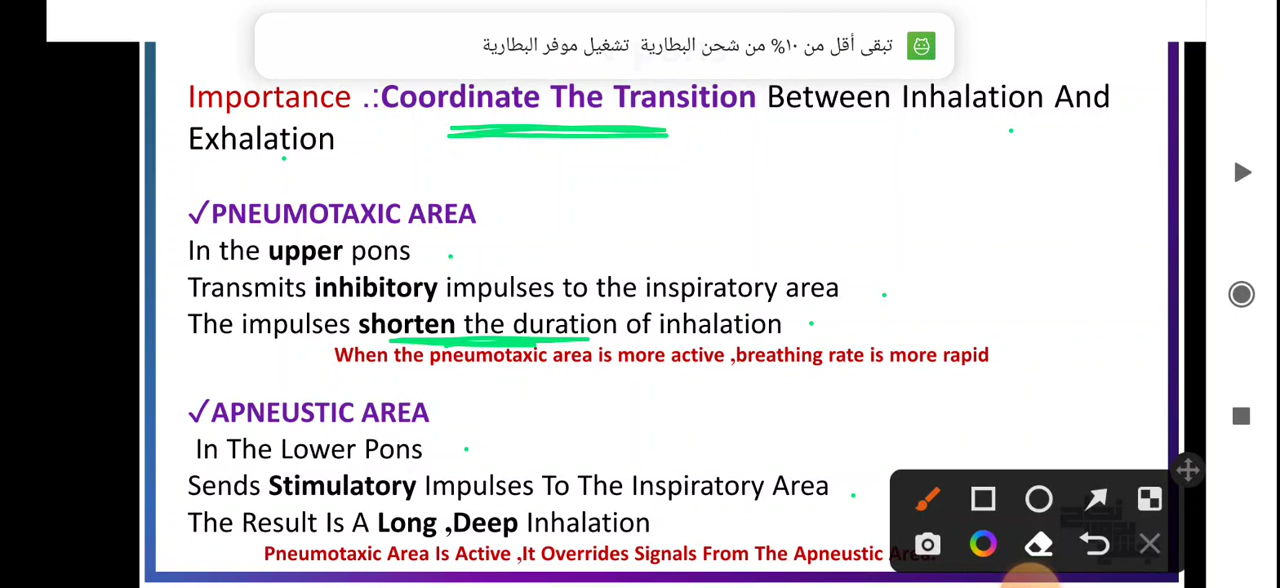 تبقى أقل من ١٠% من شحن البطارية تشغيل موفر البطارية
Importance .:Coordinate The Transition Between Inhalation And
Exhalation
✓PNEUMOTAXIC AREA
In the upper pons
Transmits inhibitory impulses to the inspiratory area
The impulses shorten the duration of inhalation
When the pneumotaxic area is more active ,breathing rate is more rapid
✓APNEUSTIC AREA
In The Lower Pons
Sends Stimulatory Impulses To The Inspiratory Area
The Result Is A Long ,Deep Inhalation
Pneumotaxic Area Is Active ,It Overrides Signals From The Apneustic